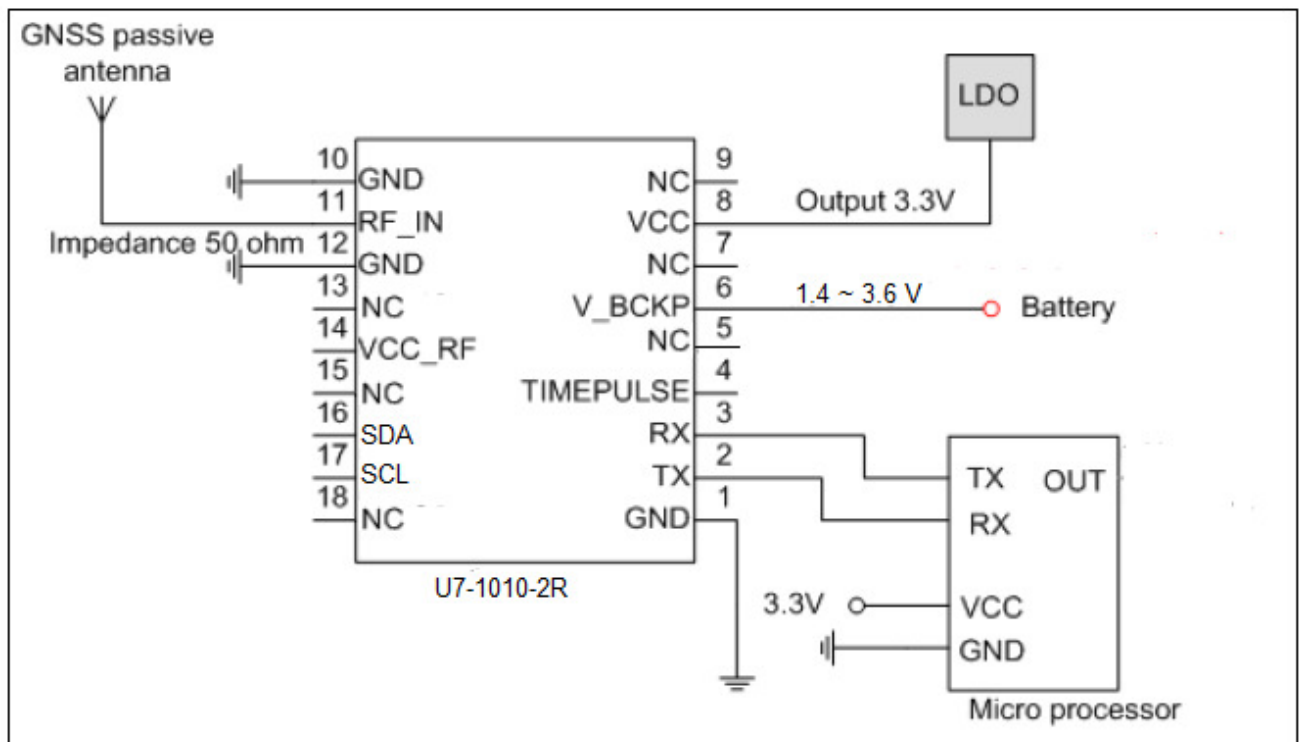 GNSS passive
antenna
LDO
10
GND
9
NC
11
RF_IN
8
VCC
Output 3.3V
Impedance 50 ohm
12
GND
7
NC
13
NC
6
V_BCKP
1.4 ~ 3.6 V
Battery
14
VCC_RF
5
NC
15
NC
4
TIMEPULSE
16
SDA
3
RX
17
SCL
2
TX
18
NC
1
GND
U7-1010-2R
TX OUT
RX
3.3V
VCC
GND
Micro processor